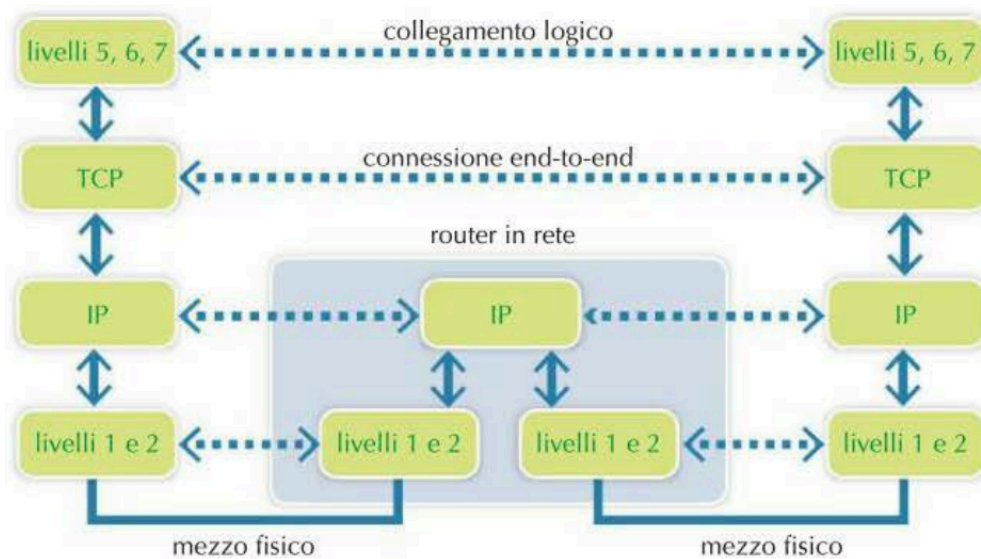 collegamento logico
livelli 5, 6, 7
livelli 5, 6, 7
connessione end-to-end
TCP
TCP
router in rete
IP
IP
IP
livelli 1 e 2
livelli 1 e 2
livelli 1 e 2
livelli 1 e 2
mezzo fisico
mezzo fisico